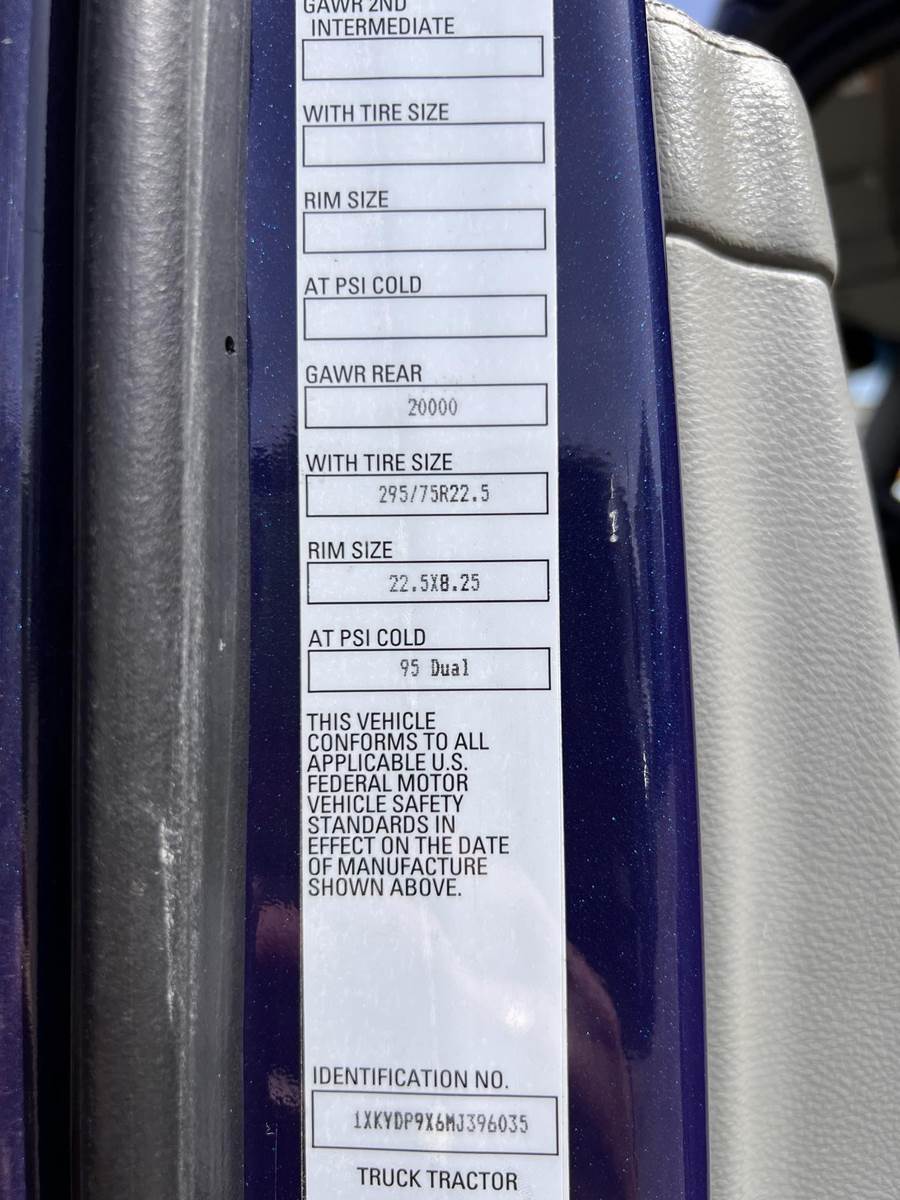 GAWR 2ND
INTERMEDIATE
WITH TIRE SIZE
RIM SIZE
AT PSI COLD
GAWR REAR
20000
WITH TIRE SIZE
295/75R22.5
RIM SIZE
22.5X8.25
AT PSI COLD
95 Dual
THIS VEHICLE
CONFORMS TO ALL
APPLICABLE U.S.
FEDERAL MOTOR
VEHICLE SAFETY
STANDARDS IN
EFFECT ON THE DATE
OF MANUFACTURE
SHOWN ABOVE.
IDENTIFICATION NO.
1XKYDP9X6MJ396035
TRUCK TRACTOR